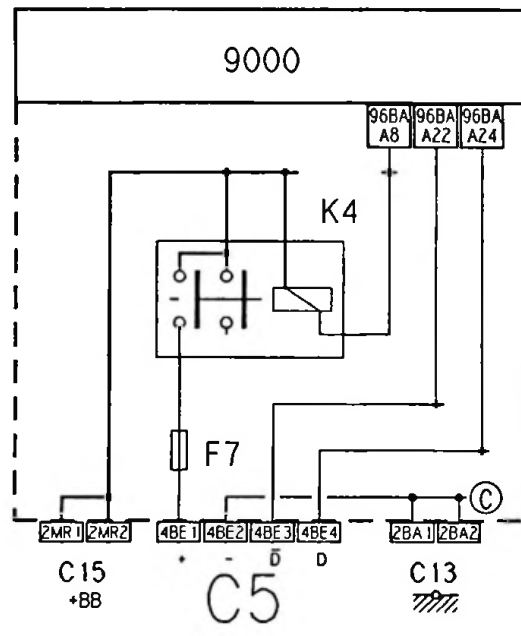 9000
96BA A8
96BA A22
96BA A24
K4
-
F7
C
2MR1 2MR2 4BE1 4BE2 4BE3 4BE4 2BA1 2BA2
+ - D̅ D
C15 C5 C13
+BB